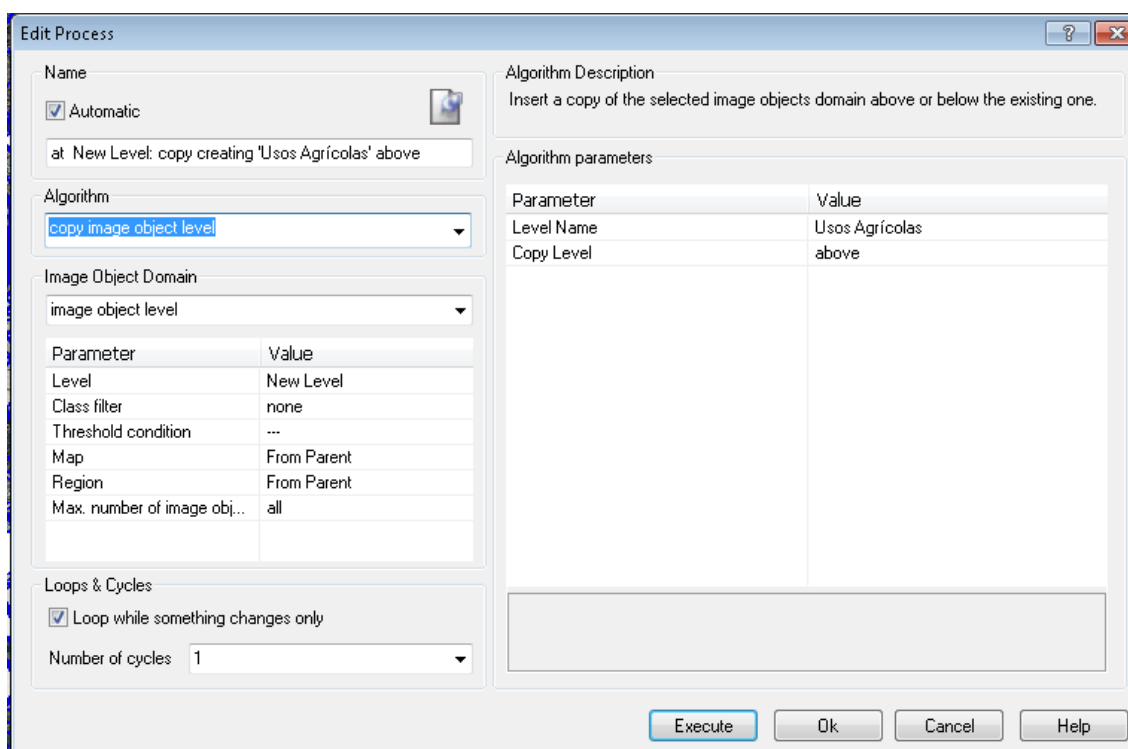 Edit Process
Name
Automatic
at  New Level: copy creating 'Usos Agrícolas' above
Algorithm
copy image object level
Image Object Domain
image object level
Parameter Value
Level New Level
Class filter none
Threshold condition ---
Map From Parent
Region From Parent
Max. number of image obj... all
Loops & Cycles
Loop while something changes only
Number of cycles 1
Algorithm Description
Insert a copy of the selected image objects domain above or below the existing one.
Algorithm parameters
Parameter Value
Level Name Usos Agrícolas
Copy Level above
Execute Ok Cancel Help